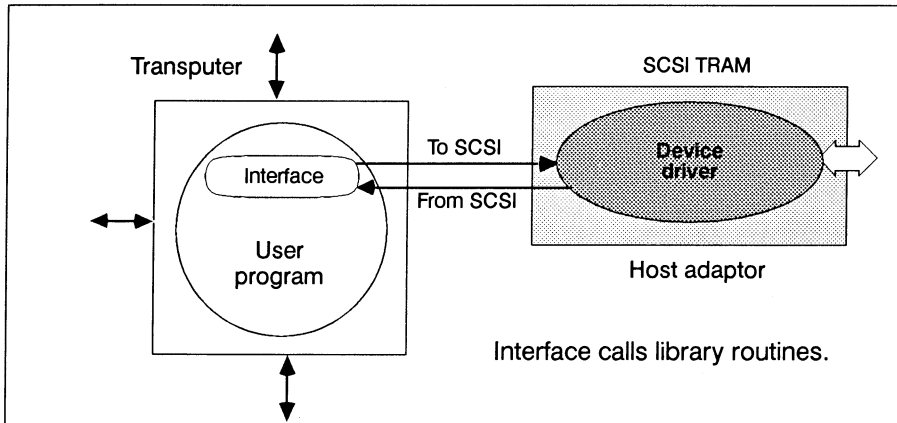 Transputer
SCSI TRAM
To SCSI
Interface
From SCSI
Device
driver
User
program
Host adaptor
Interface calls library routines.